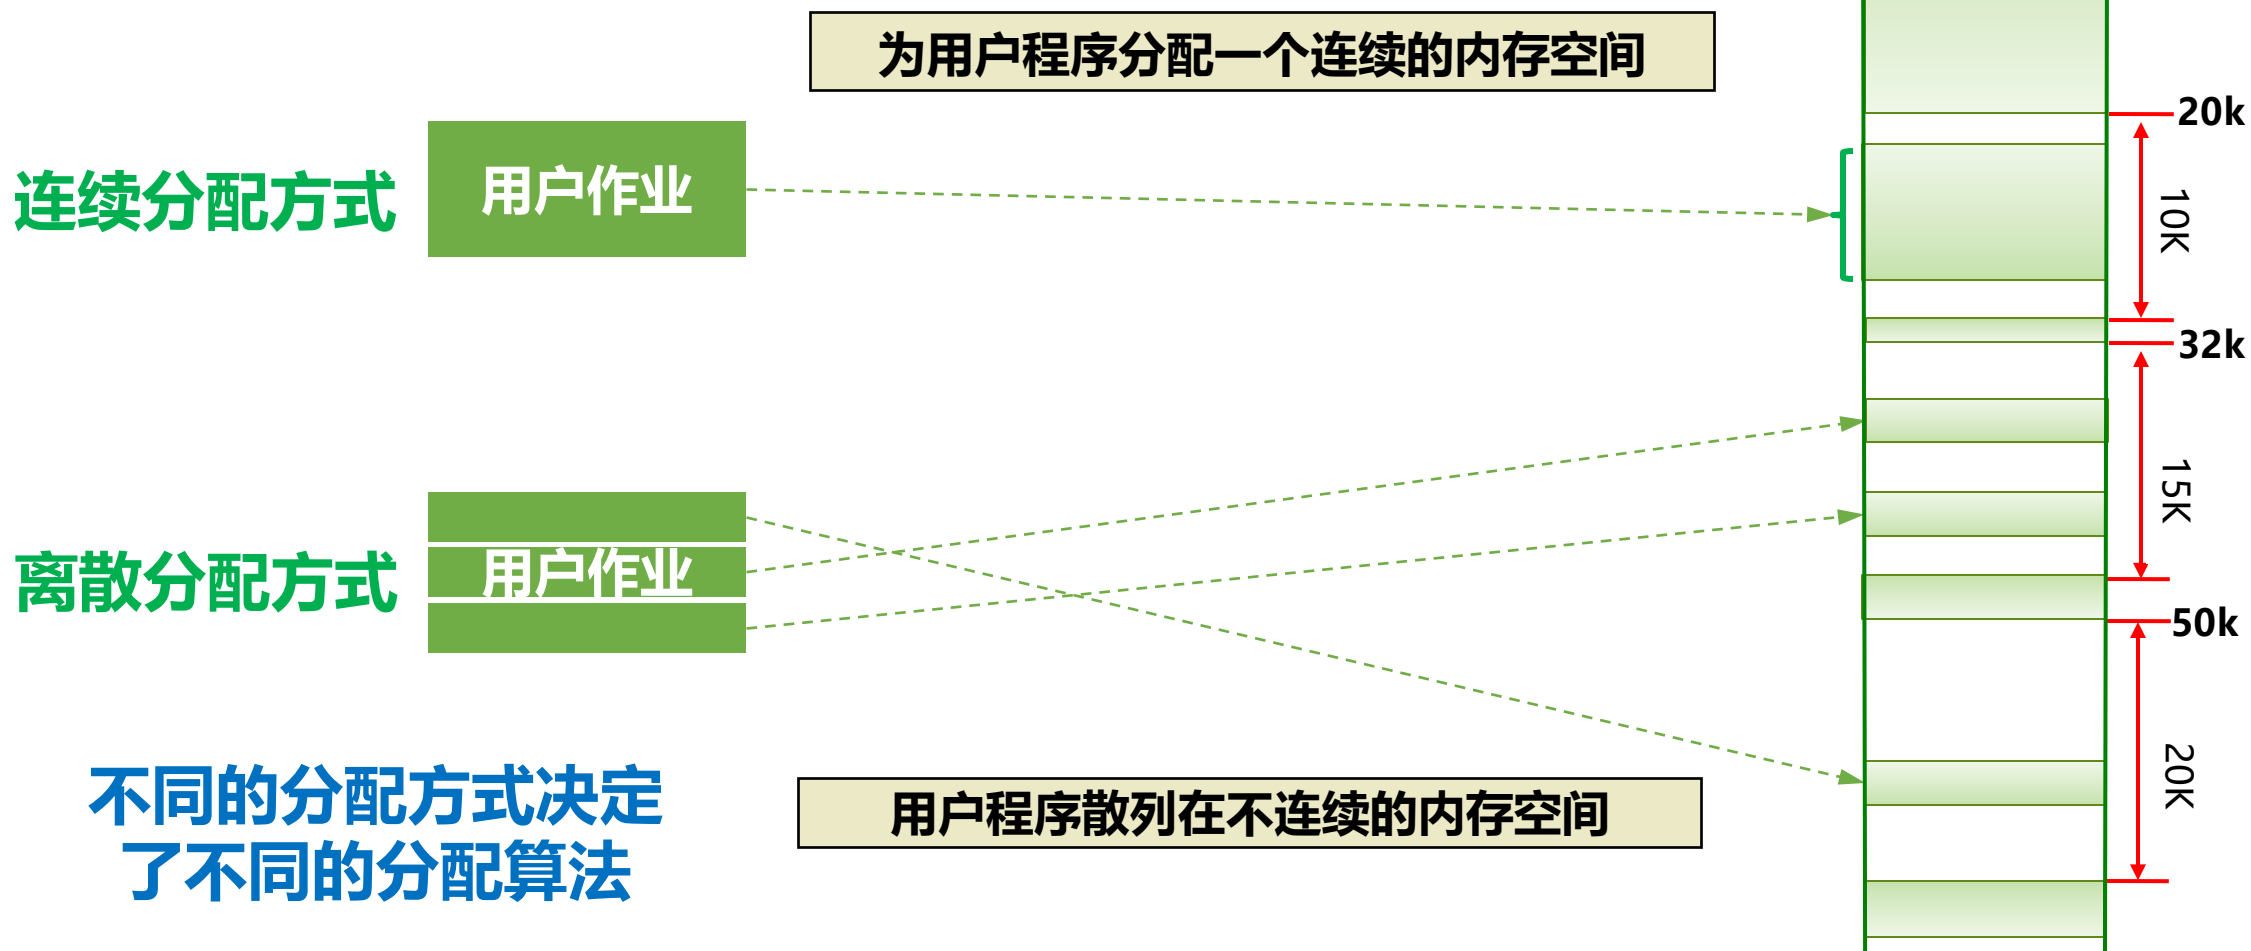 为用户程序分配一个连续的内存空间
20k
连续分配方式
用户作业
10K
32k
15K
离散分配方式
用户作业
50k
20K
不同的分配方式决定
了不同的分配算法
用户程序散列在不连续的内存空间